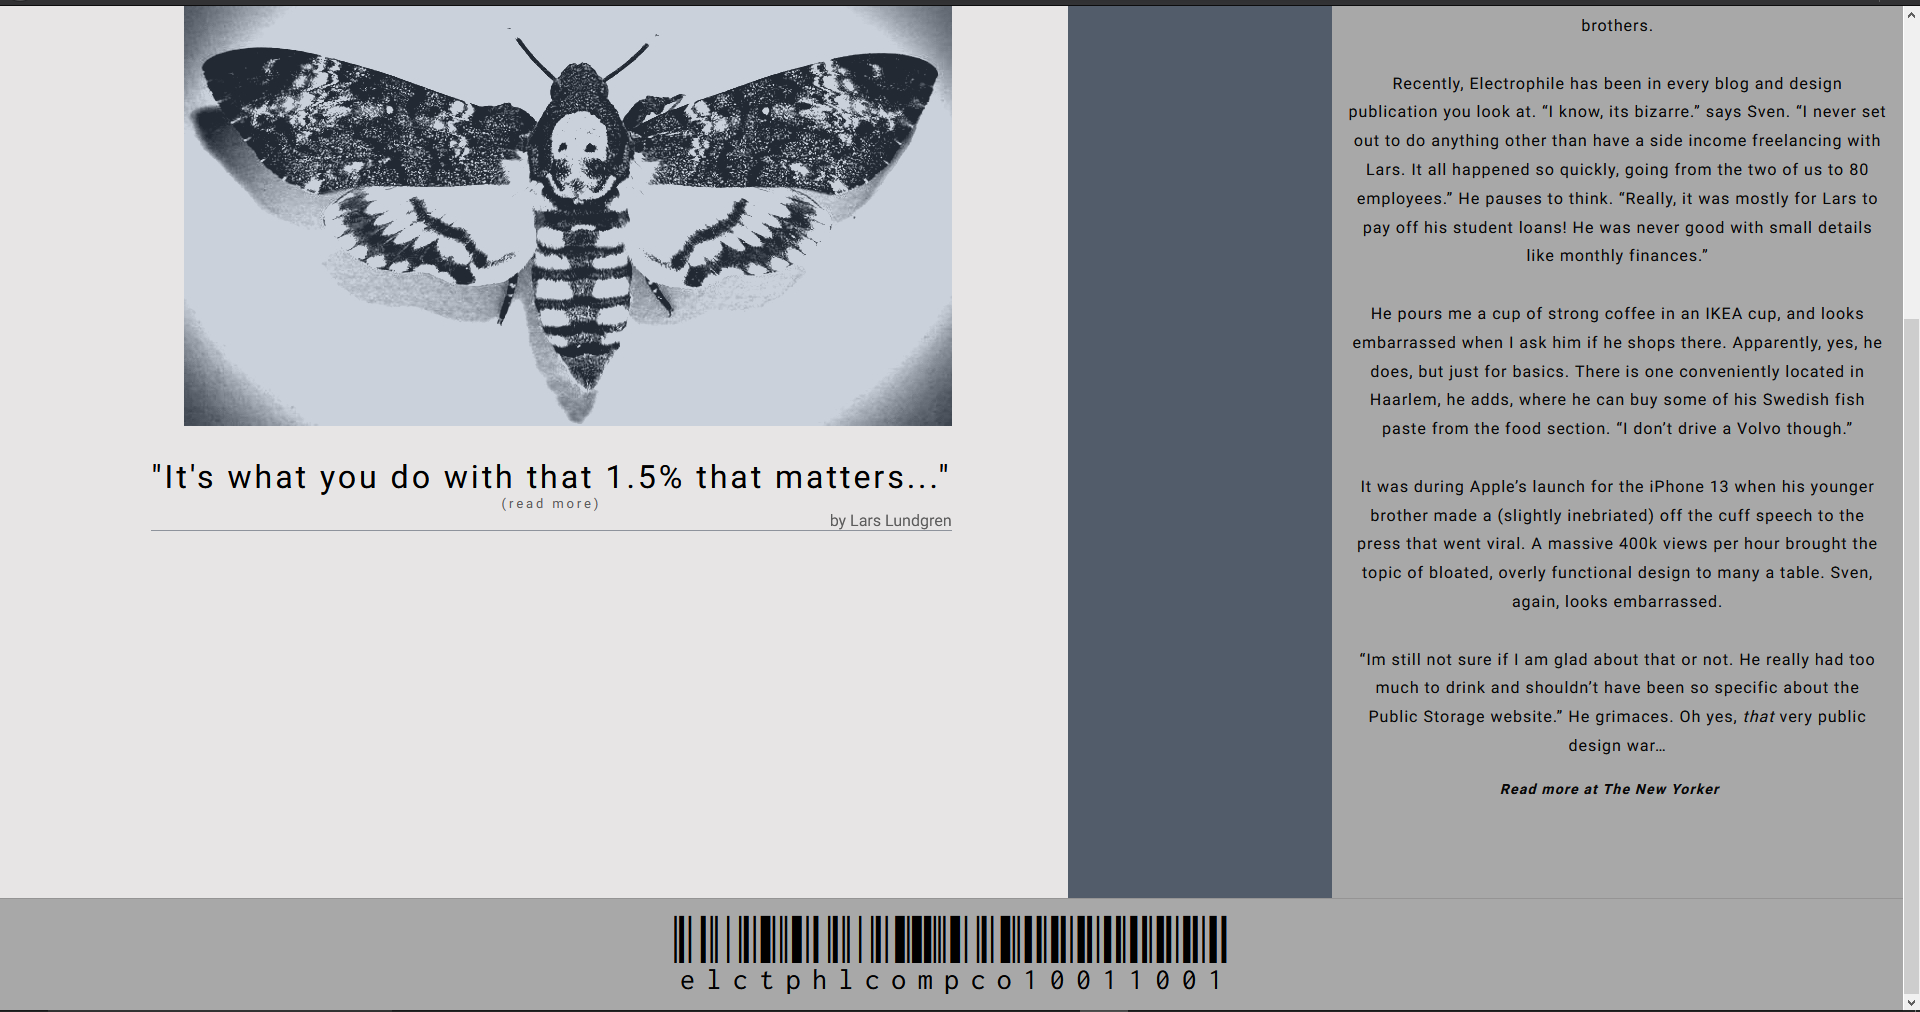 "It's what you do with that 1.5% that matters..."
(read more)
by Lars Lundgren
brothers.
Recently, Electrophile has been in every blog and design
publication you look at. “I know, its bizarre.” says Sven. “I never set
out to do anything other than have a side income freelancing with
Lars. It all happened so quickly, going from the two of us to 80
employees.” He pauses to think. “Really, it was mostly for Lars to
pay off his student loans! He was never good with small details
like monthly finances.”
He pours me a cup of strong coffee in an IKEA cup, and looks
embarrassed when I ask him if he shops there. Apparently, yes, he
does, but just for basics. There is one conveniently located in
Haarlem, he adds, where he can buy some of his Swedish fish
paste from the food section. “I don’t drive a Volvo though.”
It was during Apple’s launch for the iPhone 13 when his younger
brother made a (slightly inebriated) off the cuff speech to the
press that went viral. A massive 400k views per hour brought the
topic of bloated, overly functional design to many a table. Sven,
again, looks embarrassed.
“Im still not sure if I am glad about that or not. He really had too
much to drink and shouldn’t have been so specific about the
Public Storage website.” He grimaces. Oh yes, that very public
design war…
Read more at The New Yorker
elctphlcompco10011001